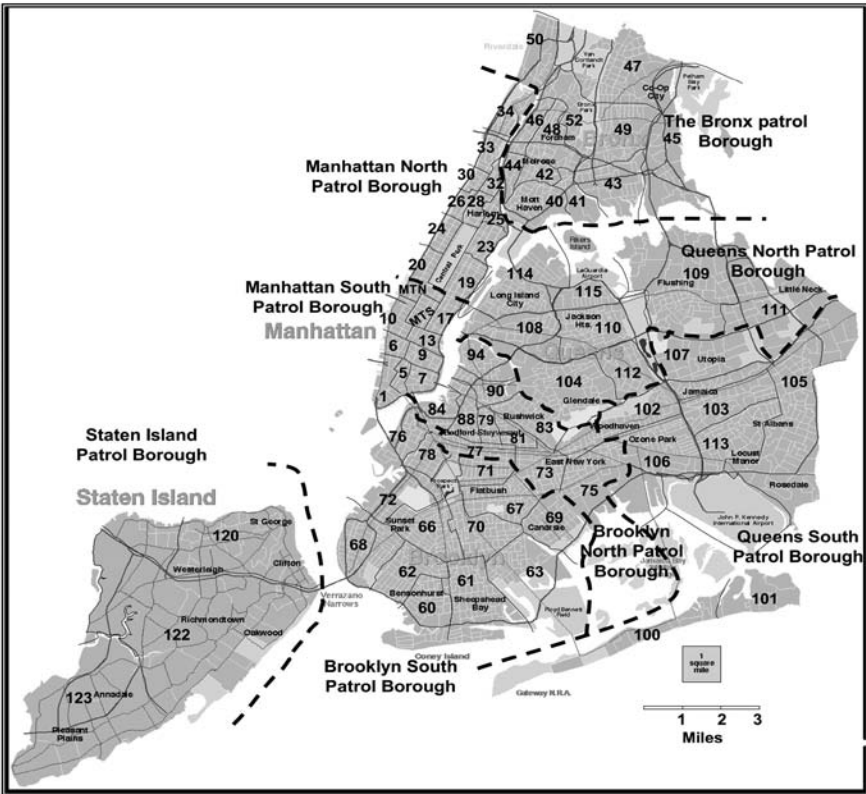 50
Riverdale
Van
Cortlandt
Park
47
Co-Op
City
Pelham
Bay
Park
34
46
48
52
Bronx
Park
Fordham
49
45
The Bronx patrol
Borough
33
44
Melrose
Manhattan North
Patrol Borough
30
32
42
43
26
28
Harlem
Mott
Haven
40
41
25
24
23
Rikers
Island
Central Park
20
114
LaGuardia
Airport
Queens North Patrol
Borough
109
Flushing
Little Neck
Manhattan South
Patrol Borough
MTN
19
Long Island
City
115
111
10
MTS
17
Jackson
Hts.
Manhattan
108
110
13
6
9
94
Queens
107
Utopia
5
7
112
104
105
1
90
Glendale
Jamaica
84
88
79
Bushwick
102
103
83
Woodhaven
St Albans
Staten Island
Patrol Borough
76
Bedford-Stuyvesant
81
Ozone Park
78
77
East New York
113
Locust
Manor
71
73
106
Staten Island
Prospect
Park
Flatbush
75
Rosedale
72
St George
67
69
John F. Kennedy
International Airport
120
Sunset
Park
66
70
Canarsie
Brooklyn
North Patrol
Borough
Queens South
Patrol Borough
68
Brooklyn
Westerleigh
Clifton
62
61
63
Verrazano
Narrows
Bensonhurst
Sheepshead
Bay
101
60
Richmondtown
Floyd Bennett
Field
122
Oakwood
100
Coney Island
Brooklyn South
Patrol Borough
1
square
mile
123
Annadale
Gateway N.R.A.
Pleasant
Plains
1 2 3
Miles